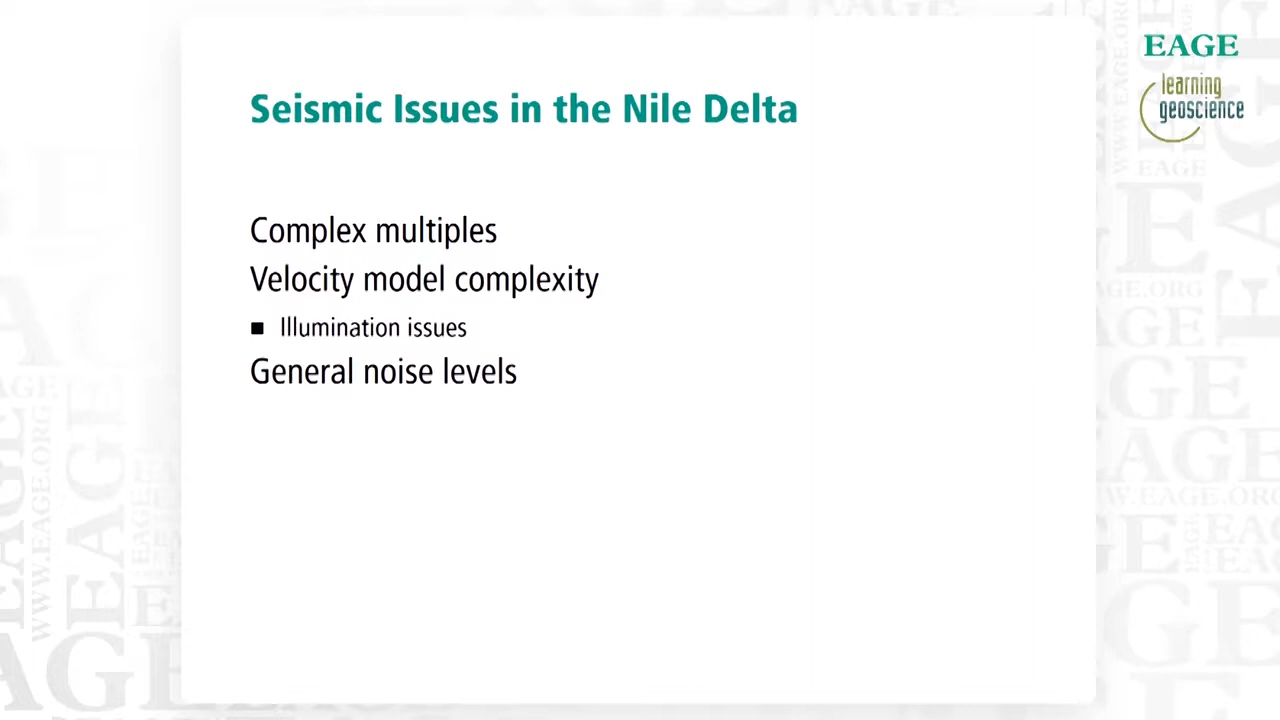 EAGE
learning
geoscience
Seismic Issues in the Nile Delta
Complex multiples
Velocity model complexity
■ Illumination issues
General noise levels